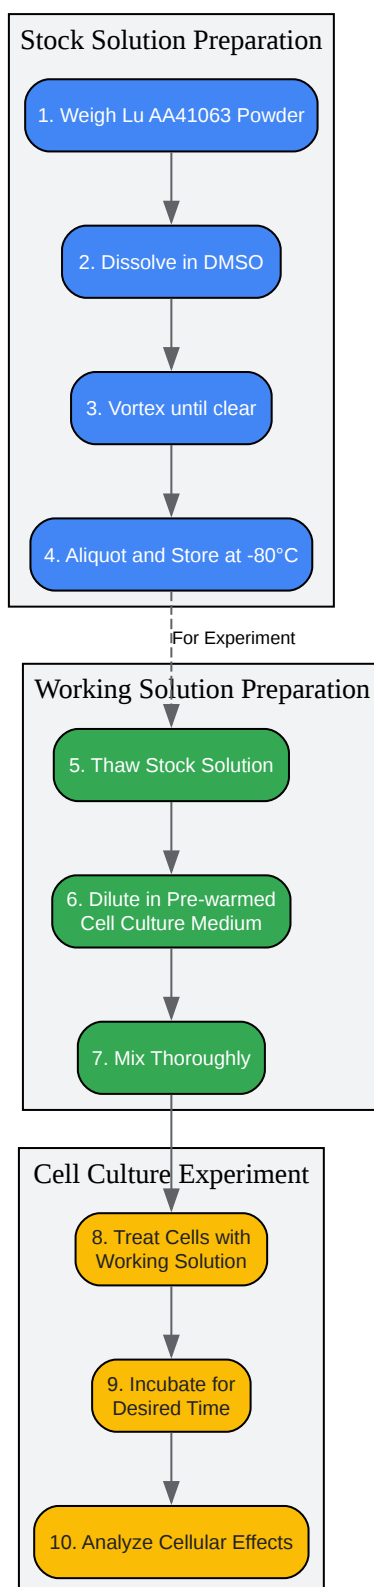 Stock Solution Preparation
1. Weigh Lu AA41063 Powder
2. Dissolve in DMSO
3. Vortex until clear
4. Aliquot and Store at -80°C
For Experiment
Working Solution Preparation
5. Thaw Stock Solution
6. Dilute in Pre-warmed
Cell Culture Medium
7. Mix Thoroughly
Cell Culture Experiment
8. Treat Cells with
Working Solution
9. Incubate for
Desired Time
10. Analyze Cellular Effects